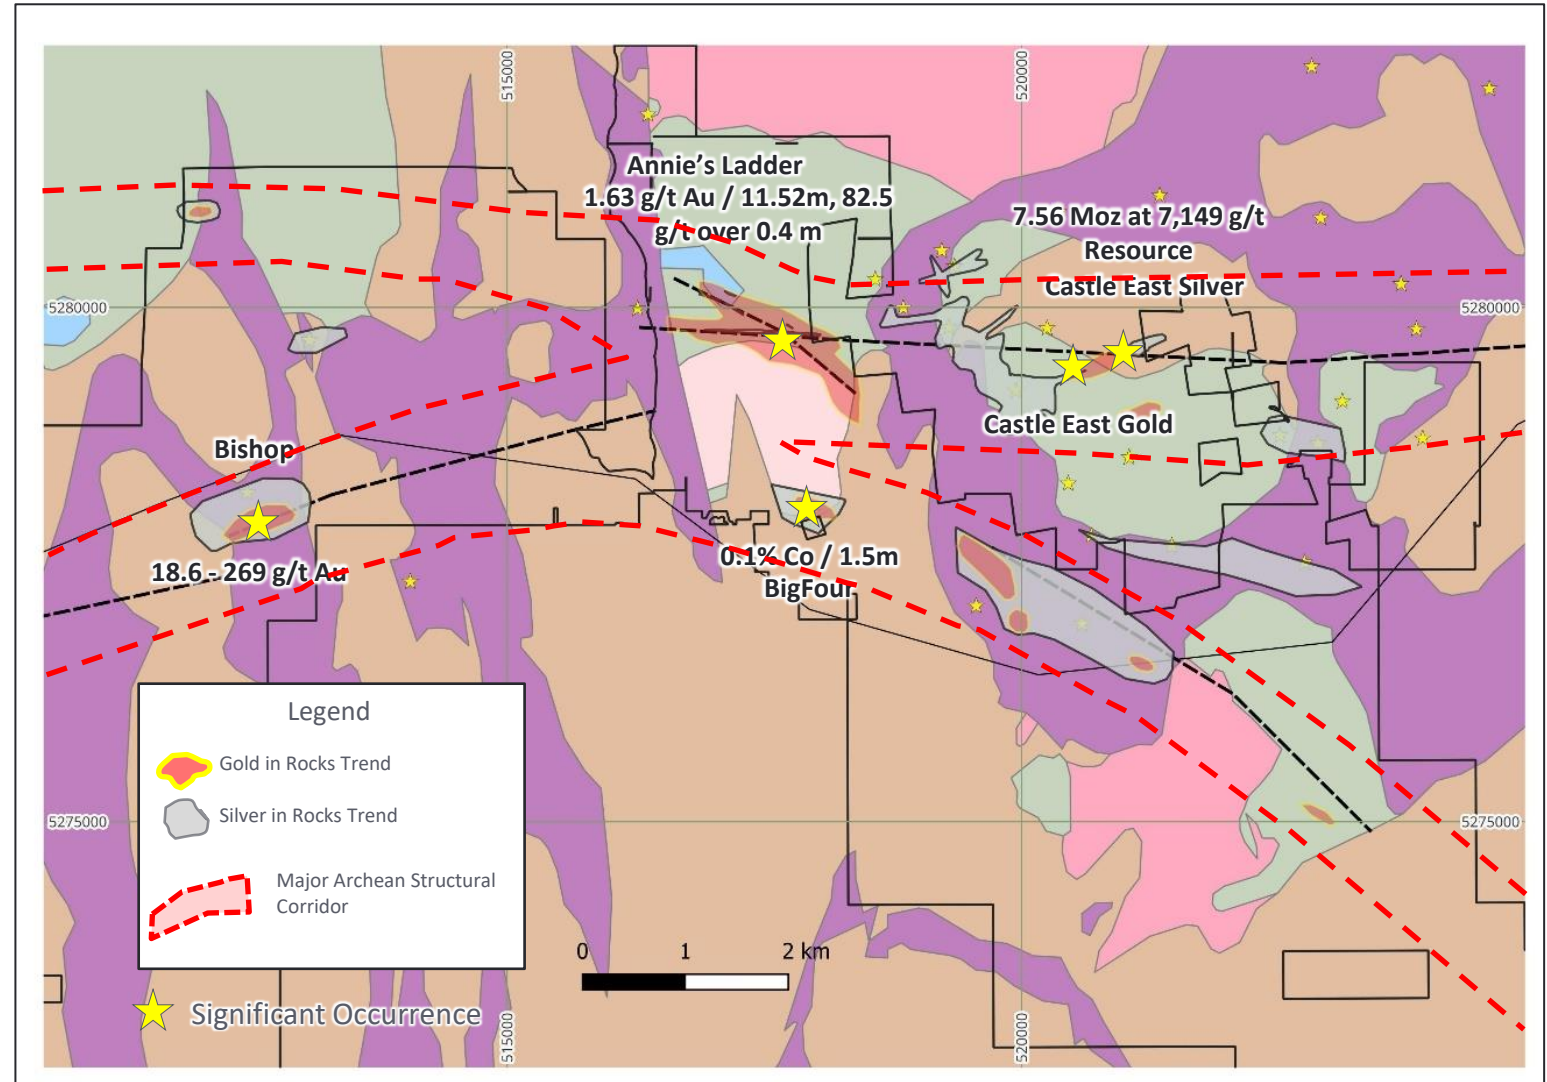 515000
520000
Annie's Ladder
1.63 g/t Au / 11.52m, 82.5
g/t over 0.4 m
7.56 Moz at 7,149 g/t
Resource
Castle East Silver
5280000
5280000
Castle East Gold
Bishop
18.6 - 269 g/t Au
0.1% Co / 1.5m
BigFour
Legend
Gold in Rocks Trend
Silver in Rocks Trend
Major Archean Structural
Corridor
5275000
5275000
0 1 2 km
Significant Occurrence
515000
520000